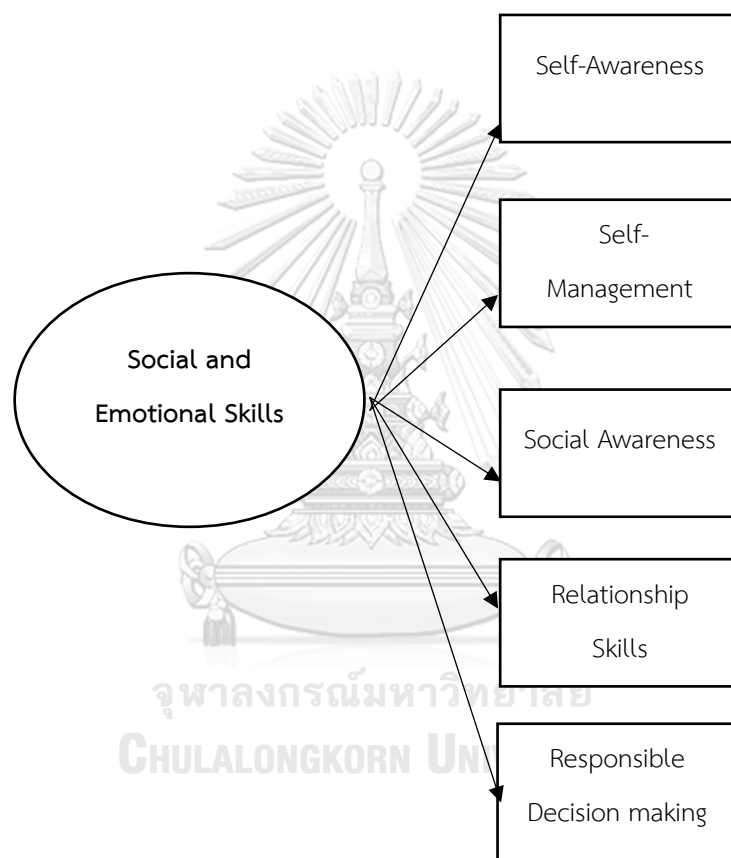 Self-Awareness
Self-
Management
Social and
Emotional Skills
Social Awareness
Relationship
Skills
จุฬาลงกรณ์มหาวิทยาลัย
CHULALONGKORN UNI
Responsible
Decision making